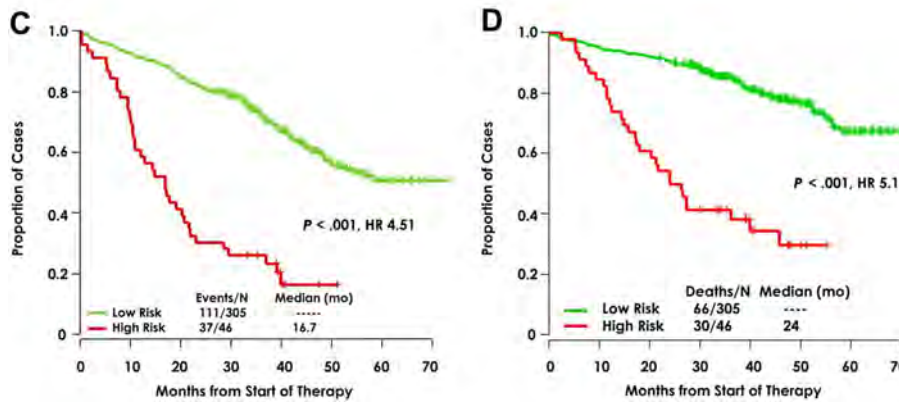 C
1.0
0.8
0.6
0.4
0.2
0
Proportion of Cases
P < .001, HR 4.51
Events/N Median (mo)
Low Risk 111/305 -----
High Risk 37/46 16.7
0 10 20 30 40 50 60 70
Months from Start of Therapy
D
1.0
0.8
0.6
0.4
0.2
0
Proportion of Cases
P < .001, HR 5.1
Deaths/N Median (mo)
Low Risk 66/305 ----
High Risk 30/46 24
0 10 20 30 40 50 60 70
Months from Start of Therapy